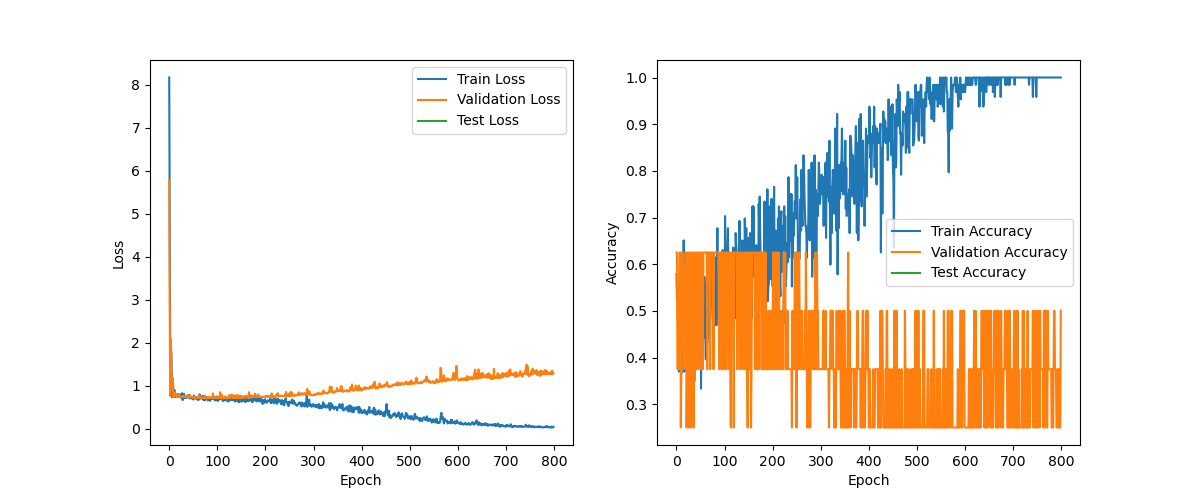 8
7
6
5
4
3
2
1
0
Loss
0 100 200 300 400 500 600 700 800
Epoch
Train Loss
Validation Loss
Test Loss
1.0
0.9
0.8
0.7
0.6
0.5
0.4
0.3
Accuracy
0 100 200 300 400 500 600 700 800
Epoch
Train Accuracy
Validation Accuracy
Test Accuracy